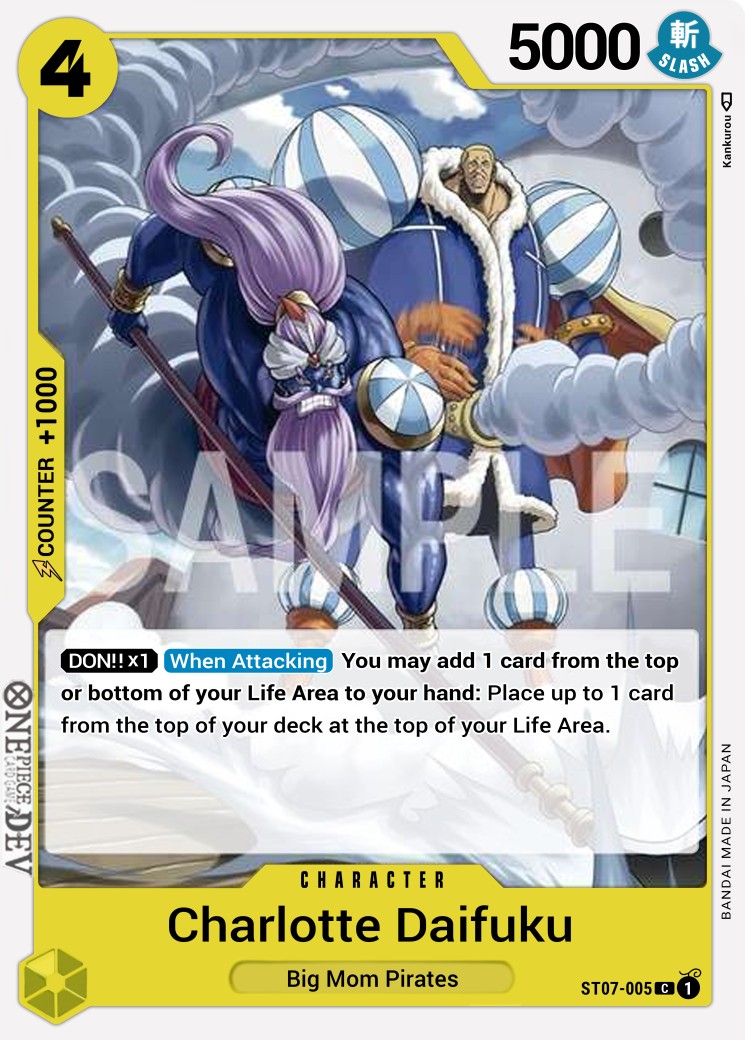 4
5000
斬
SLASH
Kankurou
COUNTER +1000
SAMPLE
DON!! x1 When Attacking You may add 1 card from the top
or bottom of your Life Area to your hand: Place up to 1 card
from the top of your deck at the top of your Life Area.
ONE PIECE
CARD GAME
DEV
BANDAI MADE IN JAPAN
CHARACTER
Charlotte Daifuku
Big Mom Pirates
ST07-005 C 1